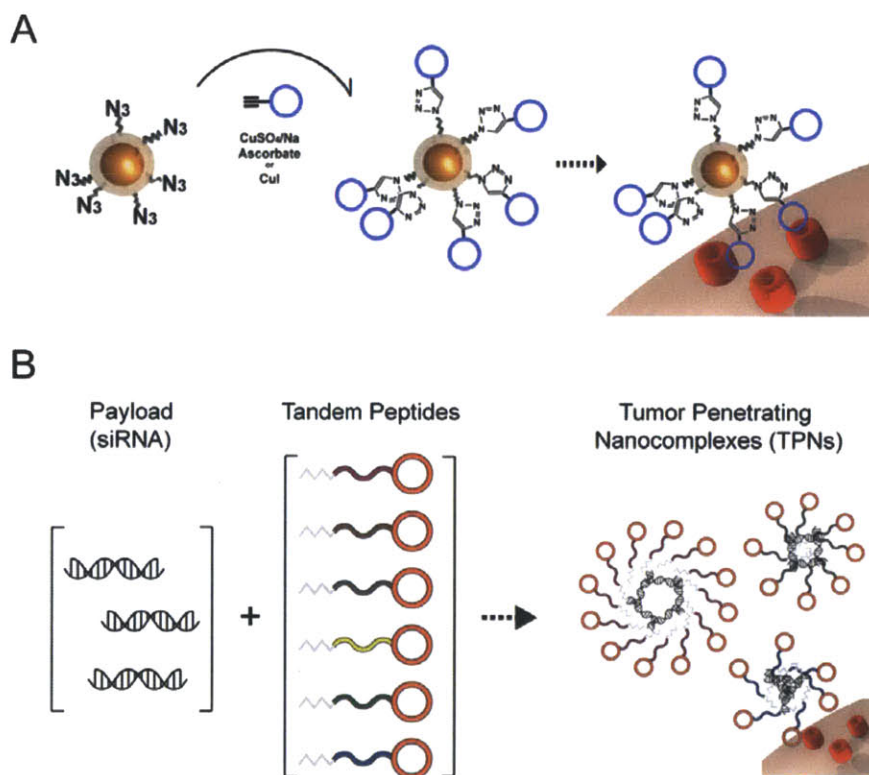 A
N3
N3
N3
N3
N3
N3
CuSO4/Na
Ascorbate
or
CuI
N=N
N
N=N
N
N=N
N
N=N
N
N=N
N
N=N
N
N=N
N
N=N
N
B
Payload
(siRNA)
Tandem Peptides
Tumor Penetrating
Nanocomplexes (TPNs)
+